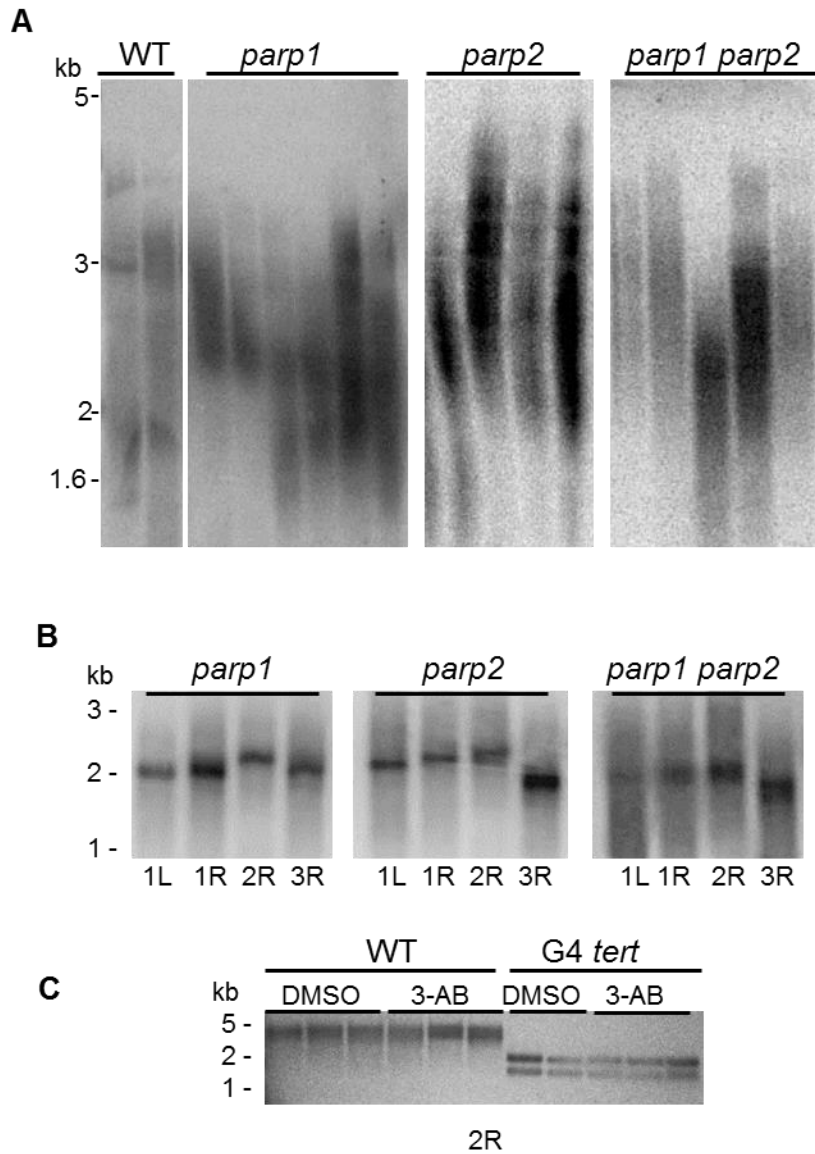 A
WT parp1 parp2 parp1 parp2
kb
5 -
3 -
2 -
1.6 -
B
parp1 parp2 parp1 parp2
kb
3 -
2 -
1 -
1L 1R 2R 3R 1L 1R 2R 3R 1L 1R 2R 3R
WT G4 tert
C
kb DMSO 3-AB DMSO 3-AB
5 -
2 -
1 -
2R